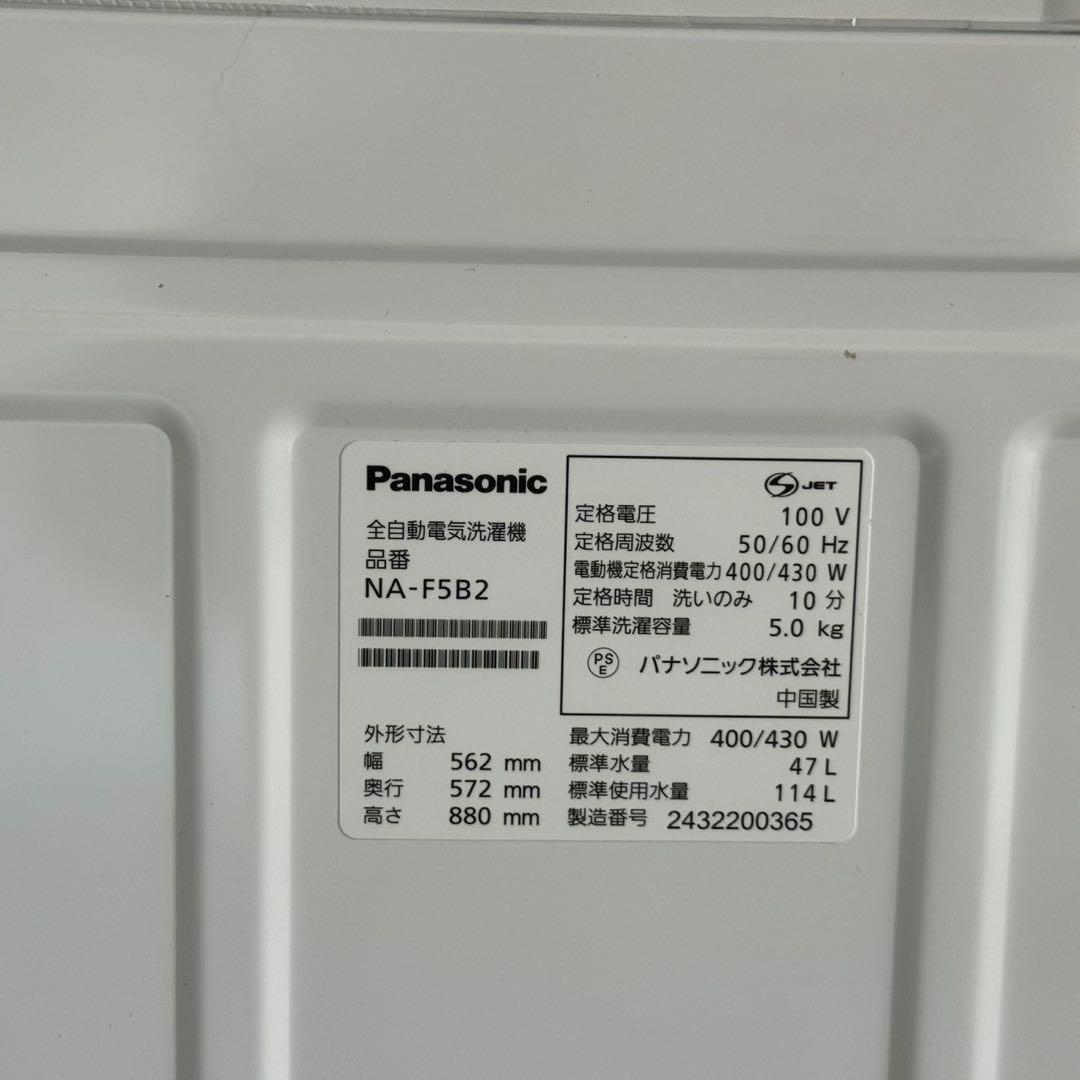 Panasonic
全自動電気洗濯機
品番
NA-F5B2
JET
定格電圧 100 V
定格周波数 50/60 Hz
電動機定格消費電力 400/430 W
定格時間 洗いのみ 10 分
標準洗濯容量 5.0 kg
PSE パナソニック株式会社
中国製
外形寸法
幅 562 mm
奥行 572 mm
高さ 880 mm
最大消費電力 400/430 W
標準水量 47 L
標準使用水量 114 L
製造番号 2432200365